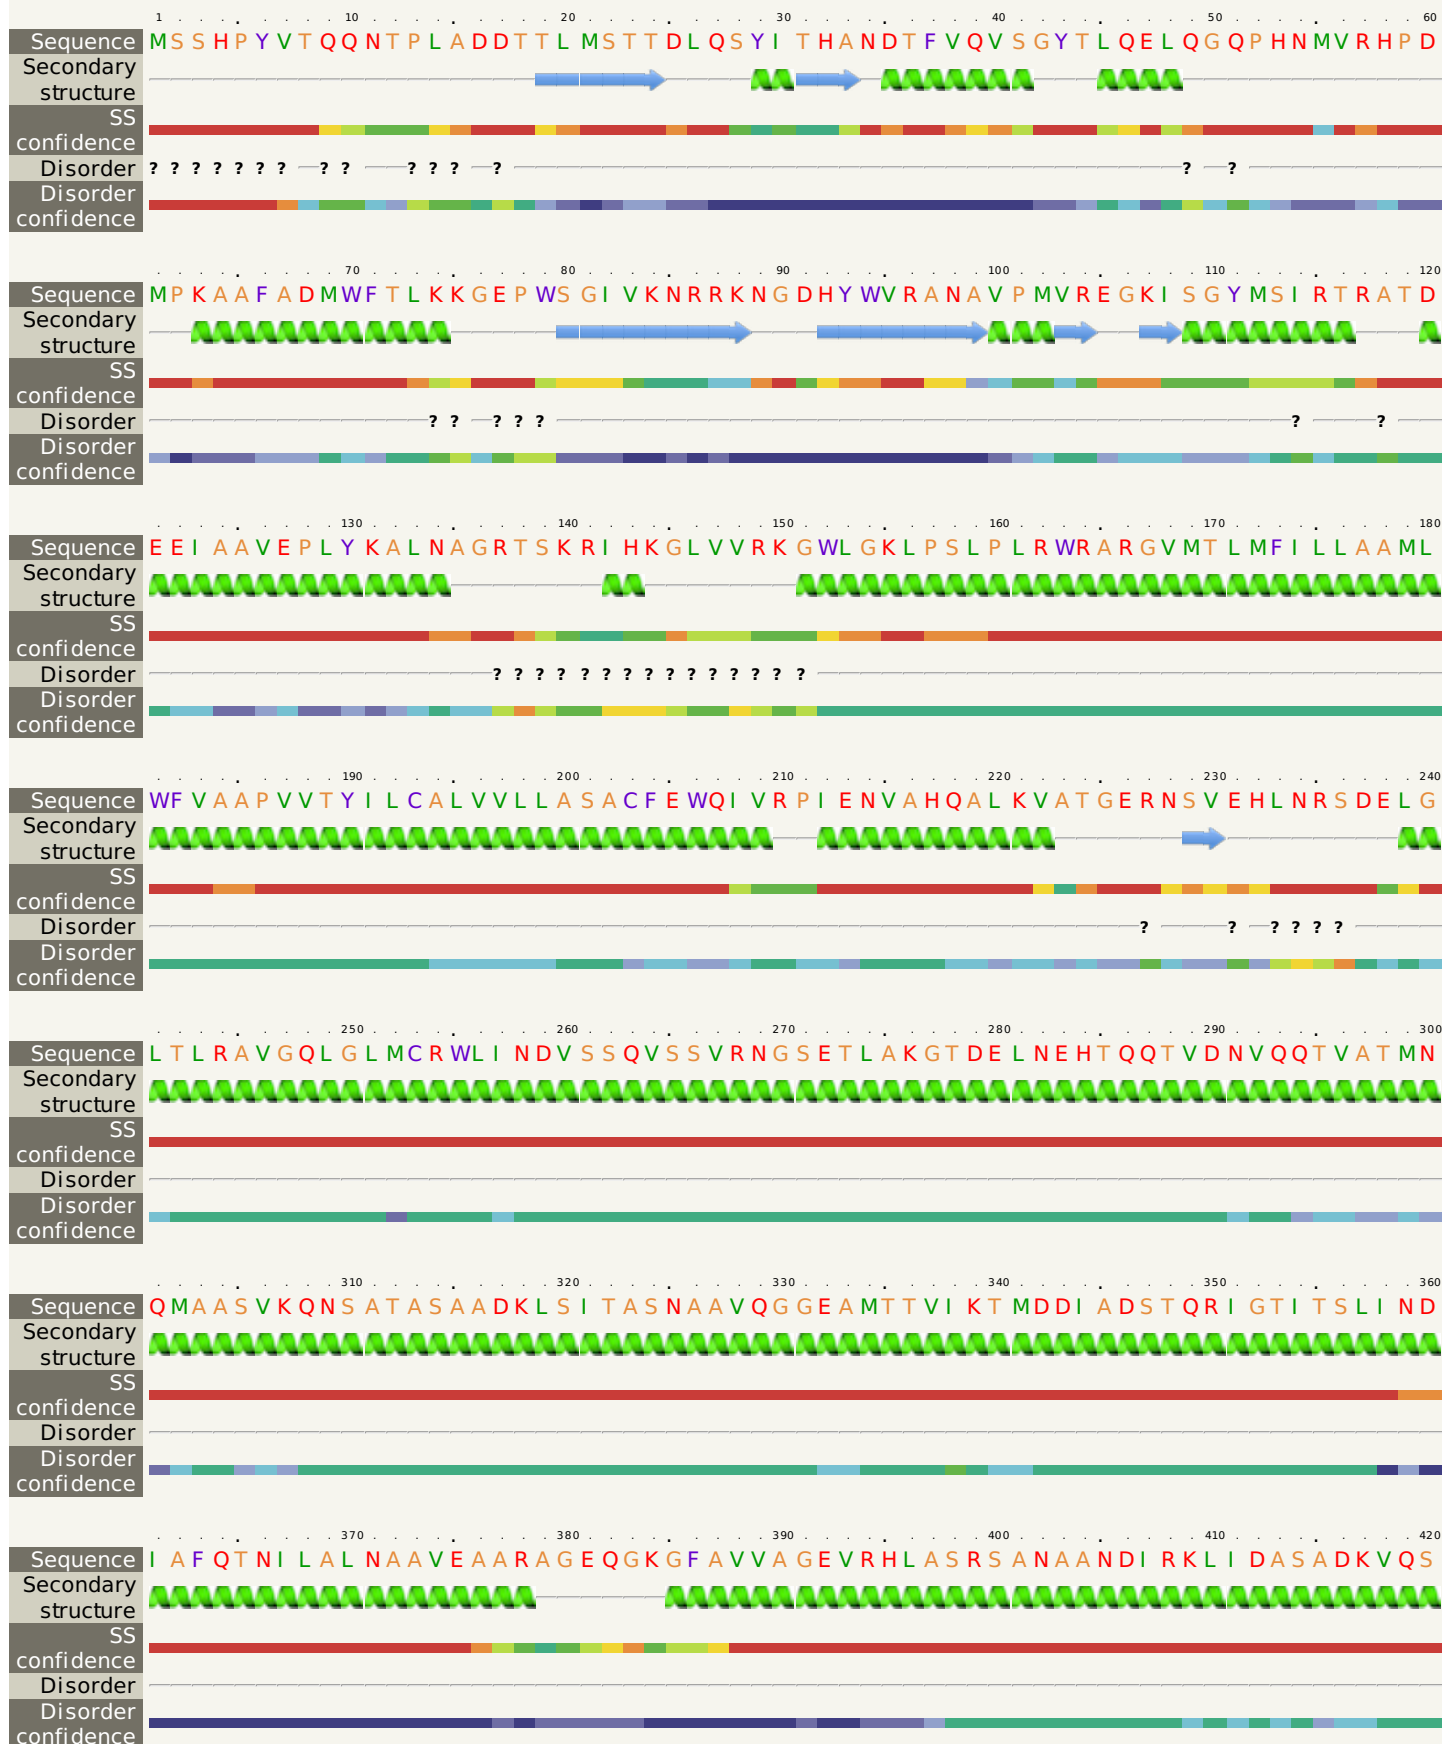 1 10 20 30 40 50 60
Sequence MSSHPYVTQQNTPLADDTTLMSTTDLQSYITHANDTFVQVSGYTLQELQGQPHNMVRHPD
Secondary
structure
SS
confidence
Disorder ? ? ? ? ? ? ? ? ? ? ? ? ? ? ?
Disorder
confidence
70 80 90 100 110 120
Sequence MPKAAFADMWFTLKKGEPWSGIVKNRRKNGDHYWVRANAVPMVREGKISGYMSIRTRATD
Secondary
structure
SS
confidence
Disorder ? ? ? ? ? ? ?
Disorder
confidence
130 140 150 160 170 180
Sequence EEIAAVEPLYKALNAGRTSKRIHKGLVVRKGWLGKLPSLPLRWRARGVMTLMFILLAAML
Secondary
structure
SS
confidence
Disorder ? ? ? ? ? ? ? ? ? ? ? ? ? ? ?
Disorder
confidence
190 200 210 220 230 240
Sequence WFVAAPVVTYILCALVVLLASACFEWQIVRPIENVAHQALKVATGERNSVEHLNRSDELG
Secondary
structure
SS
confidence
Disorder ? ? ? ? ? ?
Disorder
confidence
250 260 270 280 290 300
Sequence LTLRAVGQLGLMCRWLINDVSSQVSSVRNGSETLAKGTDELNEHTQQTVDNVQQTVATMN
Secondary
structure
SS
confidence
Disorder
Disorder
confidence
310 320 330 340 350 360
Sequence QMAASVKQNSATASAADKLSITASNAAVQGGEAMTTVIKTMDDIADSTQRIGTITSLIND
Secondary
structure
SS
confidence
Disorder
Disorder
confidence
370 380 390 400 410 420
Sequence IAFQTNILALNAAVEAARAGEQGKGFAVVAGEVRHLASRSANAANDIRKLIDASADKVQS
Secondary
structure
SS
confidence
Disorder
Disorder
confidence